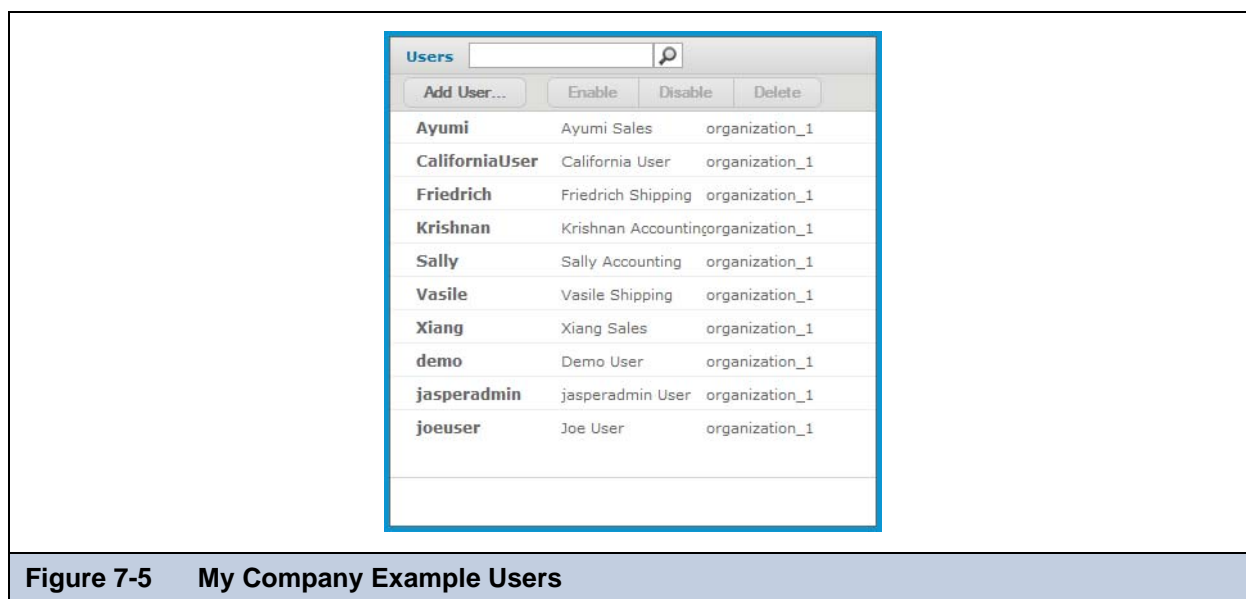 Users
Add User... Enable Disable Delete
Ayumi Ayumi Sales organization_1
CaliforniaUser California User organization_1
Friedrich Friedrich Shipping organization_1
Krishnan Krishnan Accounting organization_1
Sally Sally Accounting organization_1
Vasile Vasile Shipping organization_1
Xiang Xiang Sales organization_1
demo Demo User organization_1
jasperadmin jasperadmin User organization_1
joeuser Joe User organization_1
Figure 7-5 My Company Example Users